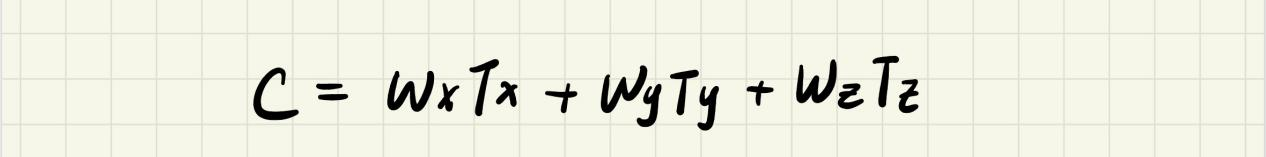 C = WxTx + WyTy + WzTz